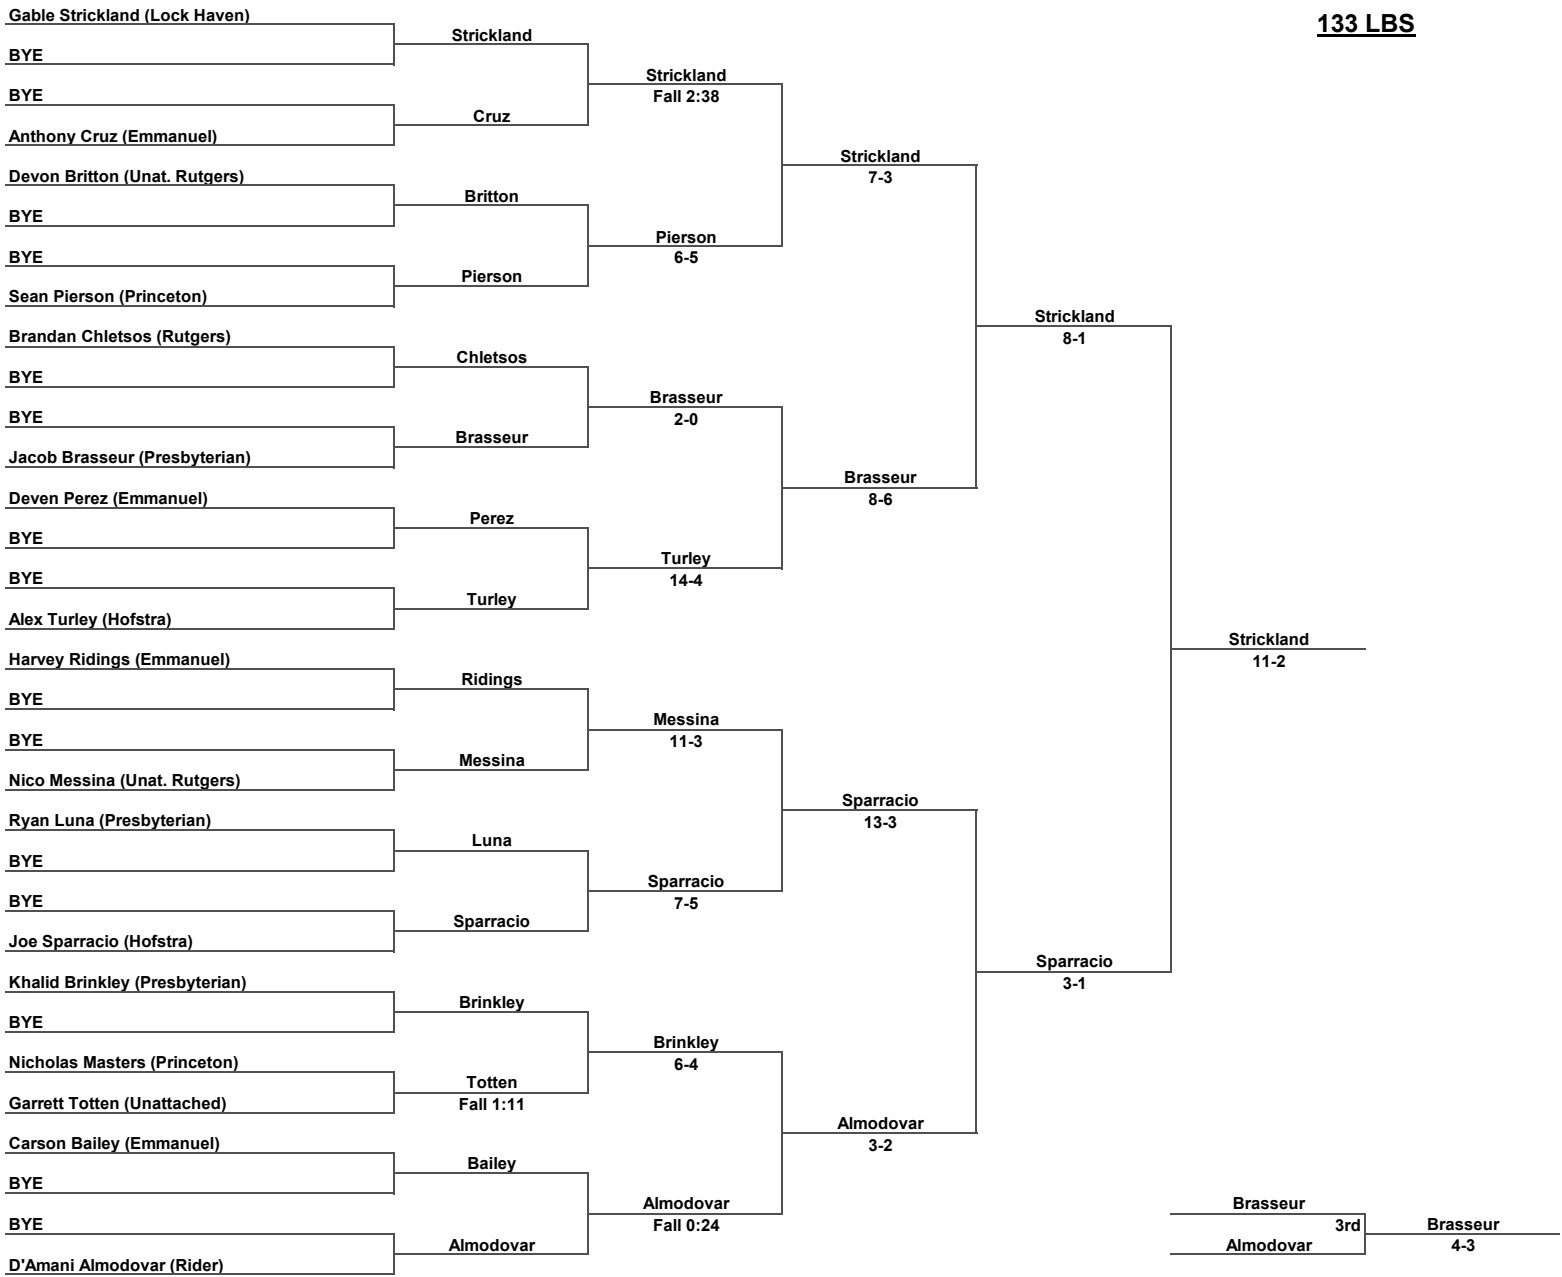 133 LBS
Gable Strickland (Lock Haven)
BYE
BYE
Anthony Cruz (Emmanuel)
Devon Britton (Unat. Rutgers)
BYE
BYE
Sean Pierson (Princeton)
Brandan Chletsos (Rutgers)
BYE
BYE
Jacob Brasseur (Presbyterian)
Deven Perez (Emmanuel)
BYE
BYE
Alex Turley (Hofstra)
Harvey Ridings (Emmanuel)
BYE
BYE
Nico Messina (Unat. Rutgers)
Ryan Luna (Presbyterian)
BYE
BYE
Joe Sparracio (Hofstra)
Khalid Brinkley (Presbyterian)
BYE
Nicholas Masters (Princeton)
Garrett Totten (Unattached)
Carson Bailey (Emmanuel)
BYE
BYE
D'Amani Almodovar (Rider)
Strickland
Cruz
Britton
Pierson
Chletsos
Brasseur
Perez
Turley
Ridings
Messina
Luna
Sparracio
Brinkley
Totten
Fall 1:11
Bailey
Almodovar
Strickland
Fall 2:38
Pierson
6-5
Brasseur
2-0
Turley
14-4
Messina
11-3
Sparracio
7-5
Brinkley
6-4
Almodovar
Fall 0:24
Strickland
7-3
Brasseur
8-6
Sparracio
13-3
Almodovar
3-2
Strickland
8-1
Sparracio
3-1
Strickland
11-2
Brasseur
3rd
Almodovar
Brasseur
4-3